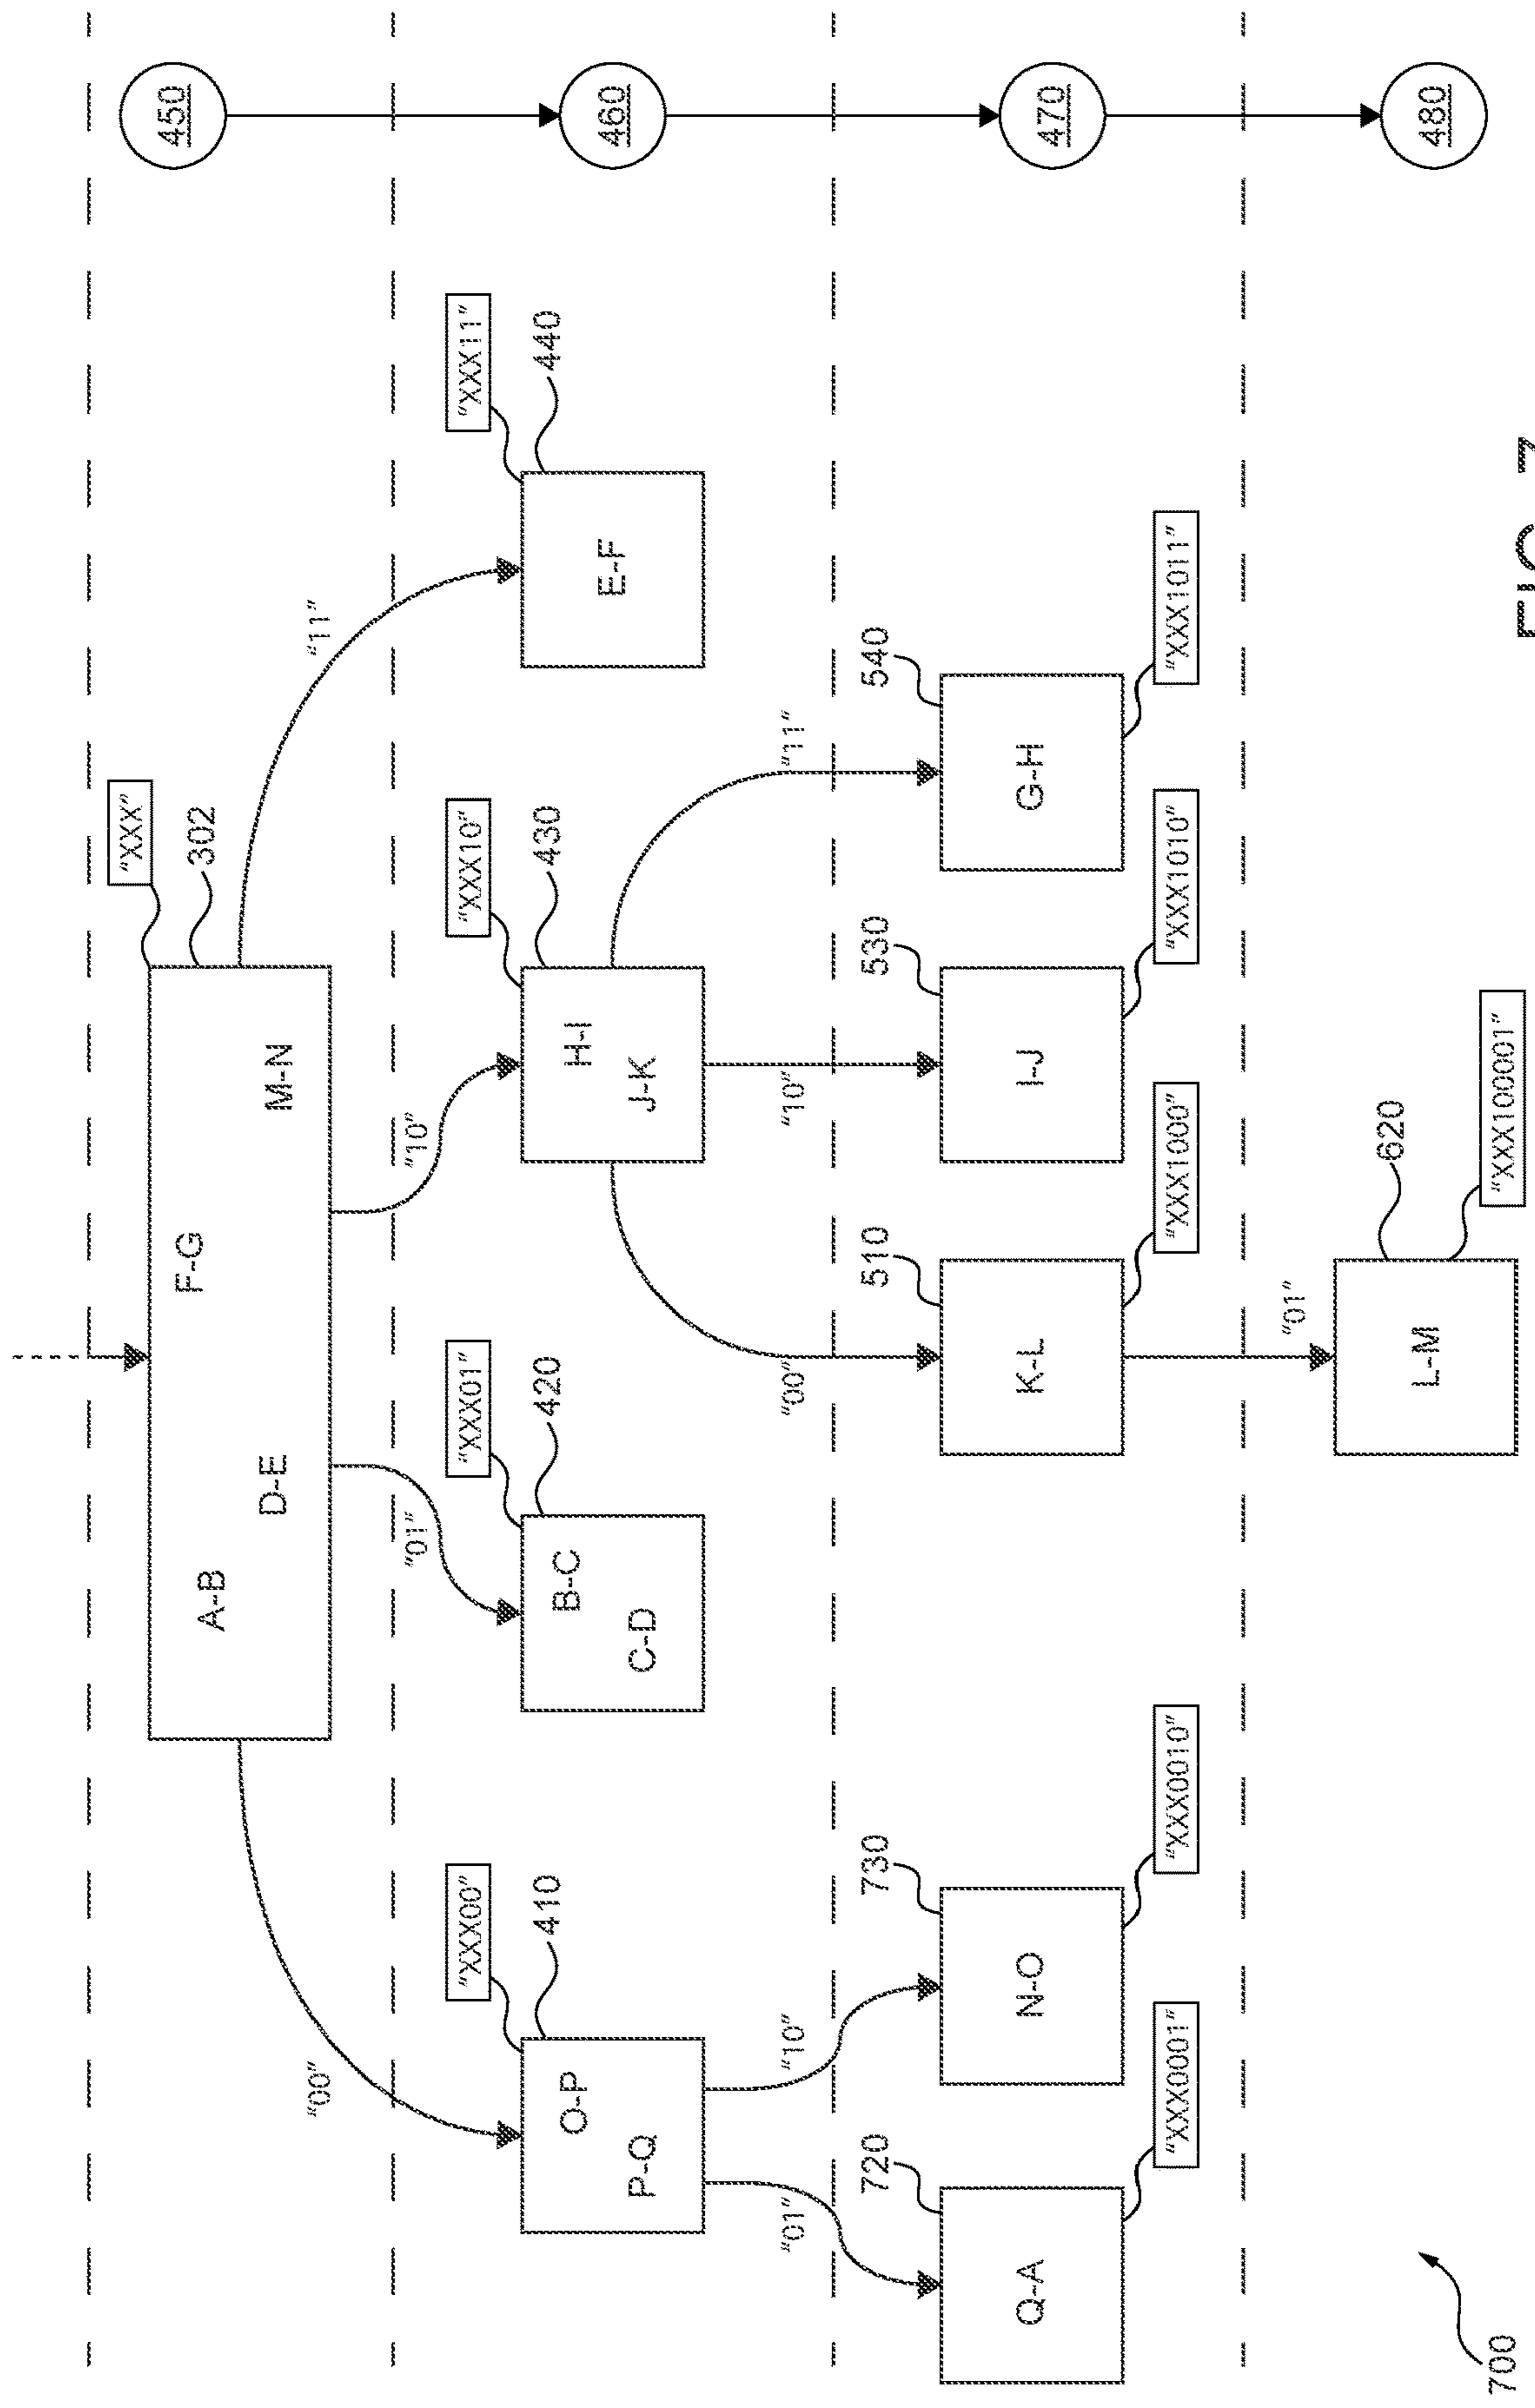 "XXX"
450
F-G
302
A-B
D-E
M-N
"00"
"11"
"01"
"10"
"XXX00"
"XXX01"
"XXX10"
"XXX11"
410
420
430
440
O-P
P-Q
B-C
C-D
H-I
J-K
E-F
460
"01"
"10"
"00"
"10"
"11"
720
730
510
530
540
Q-A
N-O
K-L
I-J
G-H
470
"XXX0001"
"XXX0010"
"XXX1000"
"XXX1010"
"XXX1011"
"01"
620
L-M
480
700
"XXX100001"